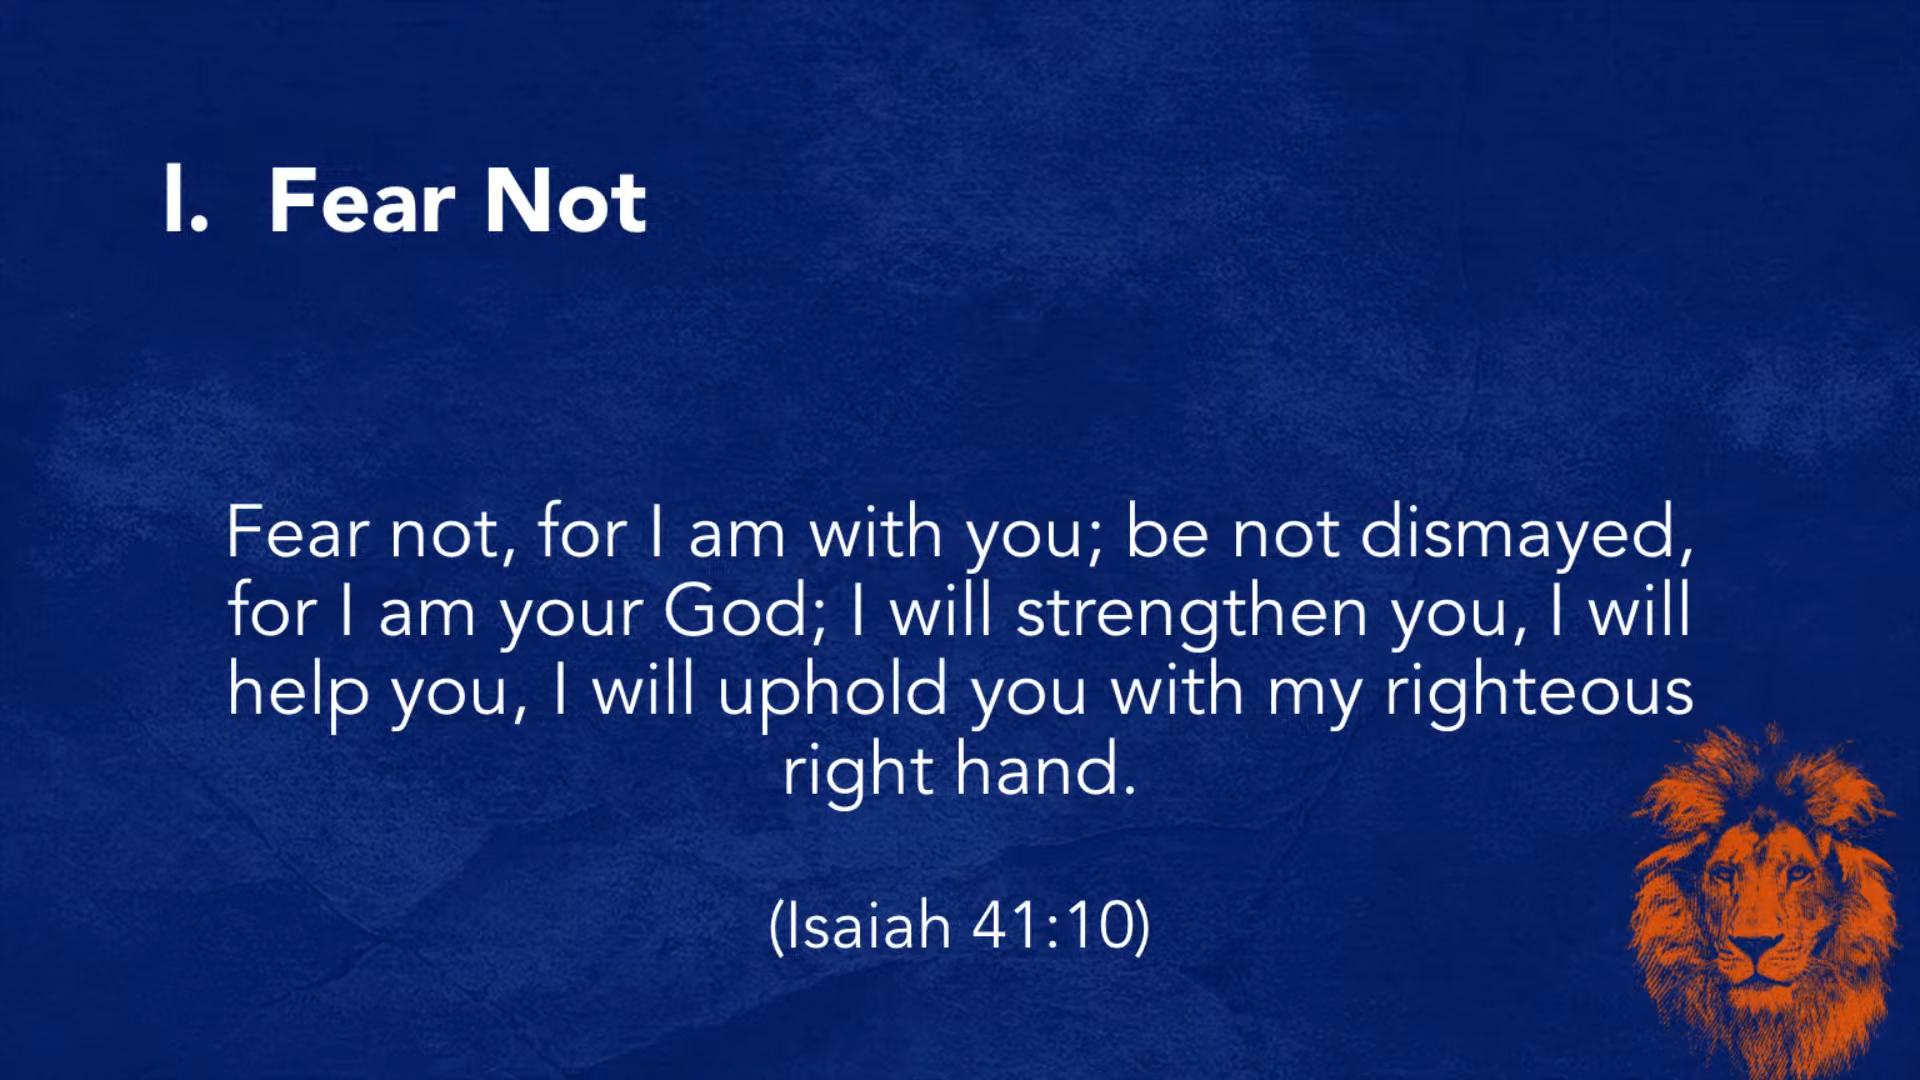 I. Fear Not
Fear not, for I am with you; be not dismayed,
for I am your God; I will strengthen you, I will
help you, I will uphold you with my righteous
right hand.
(Isaiah 41:10)